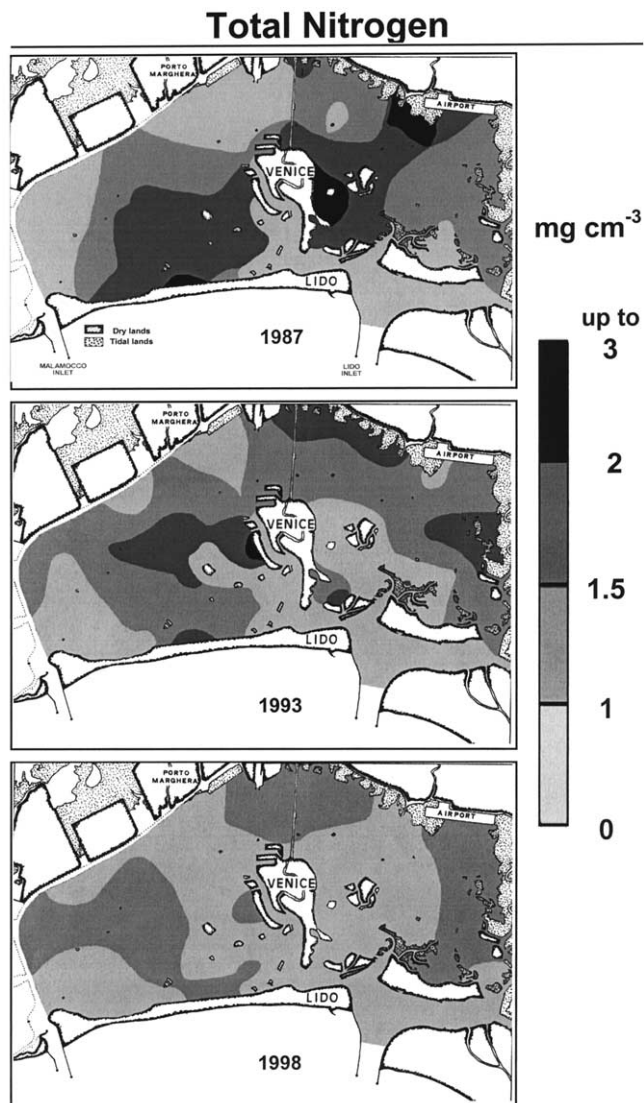 Total Nitrogen
PORTO
MARGHERA
AIRPORT
VENICE
LIDO
Dry lands
Tidal lands
1987
MALAMOCCO
INLET
LIDO
INLET
mg cm-3
up to
3
2
1.5
1
0
PORTO
MARGHERA
AIRPORT
VENICE
LIDO
1993
PORTO
MARGHERA
AIRPORT
VENICE
LIDO
1998